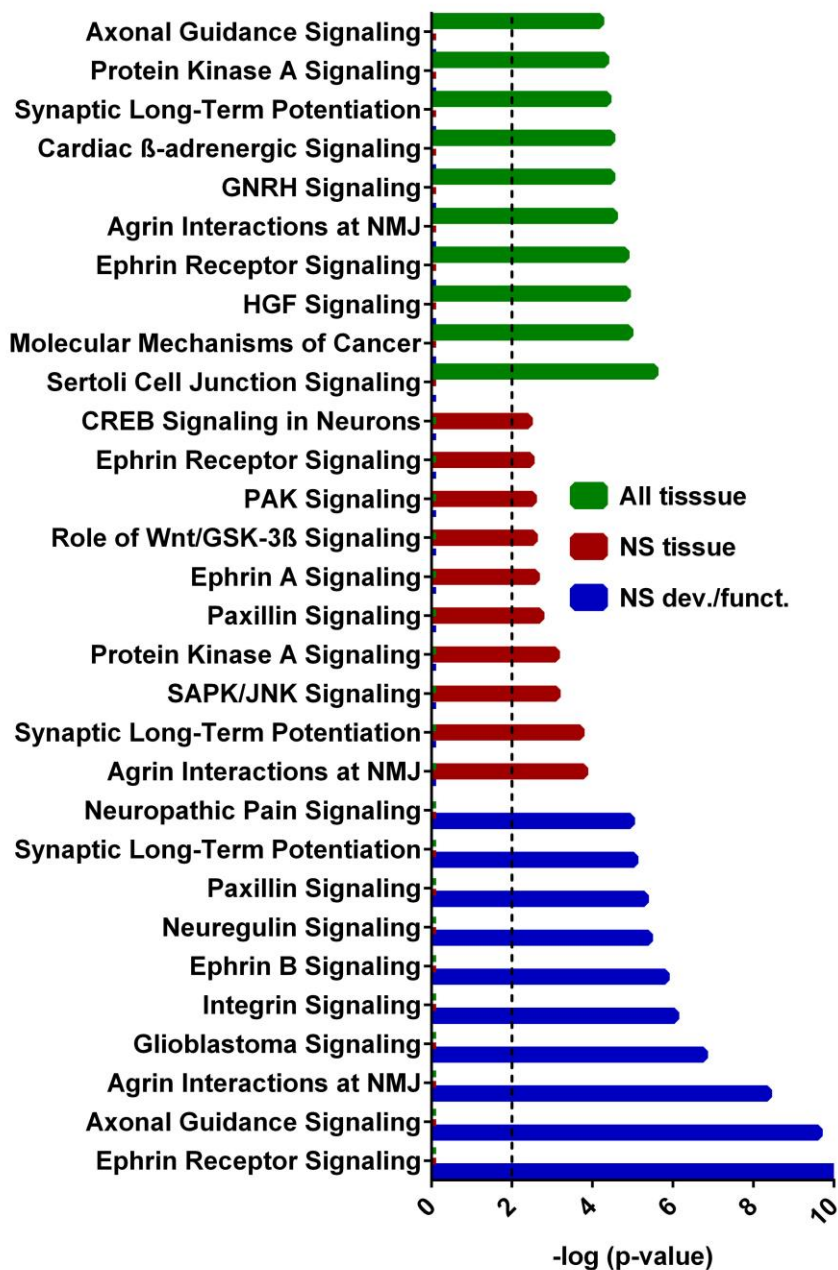 Axonal Guidance Signaling
Protein Kinase A Signaling
Synaptic Long-Term Potentiation
Cardiac ß-adrenergic Signaling
GNRH Signaling
Agrin Interactions at NMJ
Ephrin Receptor Signaling
HGF Signaling
Molecular Mechanisms of Cancer
Sertoli Cell Junction Signaling
CREB Signaling in Neurons
Ephrin Receptor Signaling
PAK Signaling
Role of Wnt/GSK-3ß Signaling
Ephrin A Signaling
Paxillin Signaling
Protein Kinase A Signaling
SAPK/JNK Signaling
Synaptic Long-Term Potentiation
Agrin Interactions at NMJ
Neuropathic Pain Signaling
Synaptic Long-Term Potentiation
Paxillin Signaling
Neuregulin Signaling
Ephrin B Signaling
Integrin Signaling
Glioblastoma Signaling
Agrin Interactions at NMJ
Axonal Guidance Signaling
Ephrin Receptor Signaling
All tisssue
NS tissue
NS dev./funct.
0 2 4 6 8 10
-log (p-value)